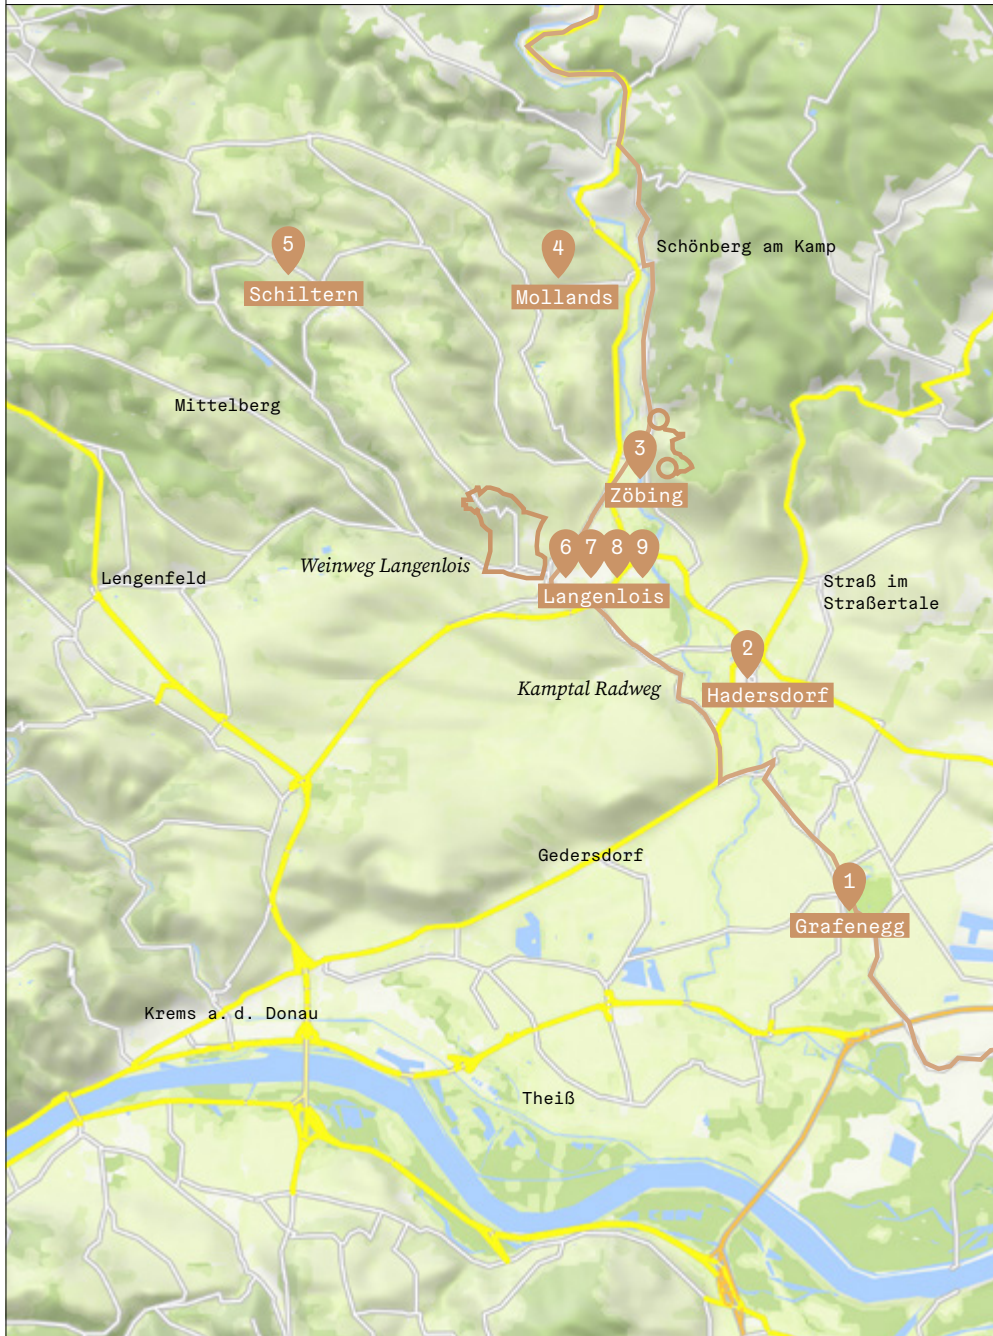 Schönberg am Kamp
5
4
Schiltern
Mollands
Mittelberg
3
Zöbing
6 7 8 9
Weinweg Langenlois
Lengenfeld
Langenlois
Straß im
Straßertale
2
Kamptal Radweg
Hadersdorf
Gedersdorf
1
Grafenegg
Krems a. d. Donau
Theiß